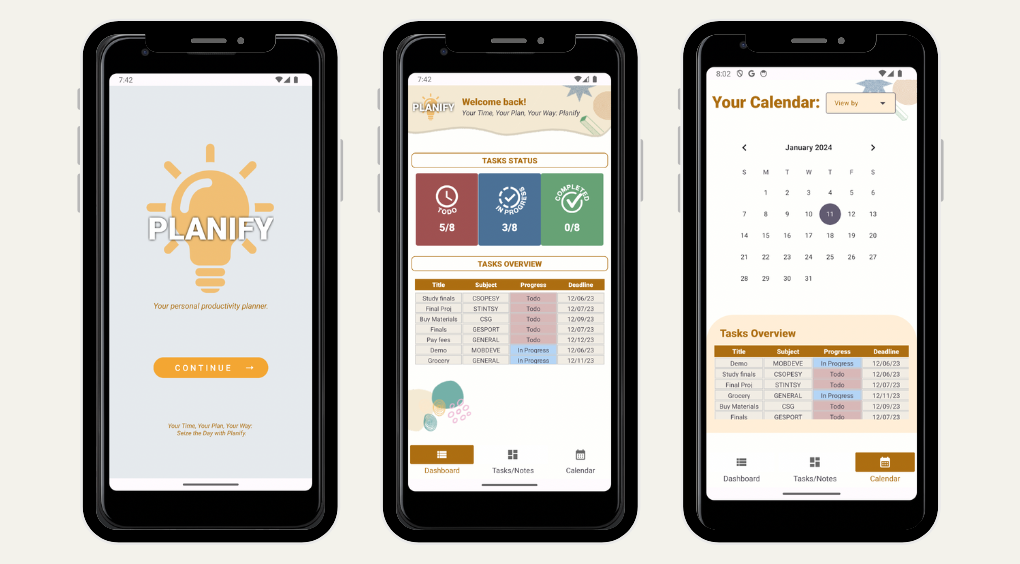 7:42
PLANIFY
Your personal productivity planner.
CONTINUE →
Your Time, Your Plan, Your Way:
Seize the Day with Planify
7:42
PLANIFY
Welcome back!
Your Time, Your Plan, Your Way: Planify
TASKS STATUS
TODO IN PROGRESS COMPLETED
5/8 3/8 0/8
TASKS OVERVIEW
Title Subject Progress Deadline
Study finals CSOPESY Todo 12/06/23
Final Proj STINTSY Todo 12/07/23
Buy Materials CSG Todo 12/09/23
Finals GESPORT Todo 12/07/23
Pay fees GENERAL Todo 12/12/23
Demo MOBDEVE In Progress 12/06/23
Grocery GENERAL In Progress 12/11/23
Dashboard Tasks/Notes Calendar
8:02
Your Calendar: View by
January 2024
S M T W T F S
1 2 3 4 5 6
7 8 9 10 11 12 13
14 15 16 17 18 19 20
21 22 23 24 25 26 27
28 29 30 31
Tasks Overview
Title Subject Progress Deadline
Demo MOBDEVE In Progress 12/06/23
Study finals CSOPESY Todo 12/06/23
Final Proj STINTSY Todo 12/07/23
Grocery GENERAL In Progress 12/11/23
Buy Materials CSG Todo 12/09/23
Finals GESPORT Todo 12/07/23
Dashboard Tasks/Notes Calendar